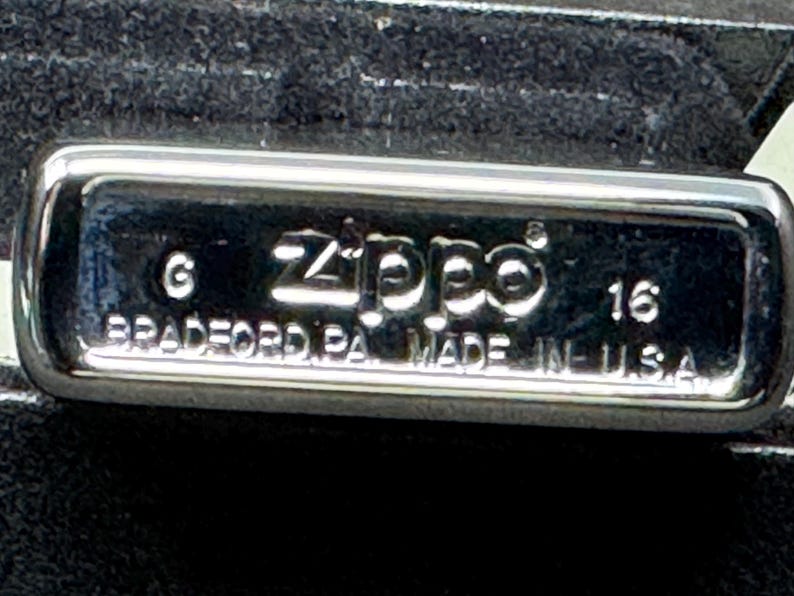 G Zippo® 16
BRADFORD,PA. MADE IN U.S.A.